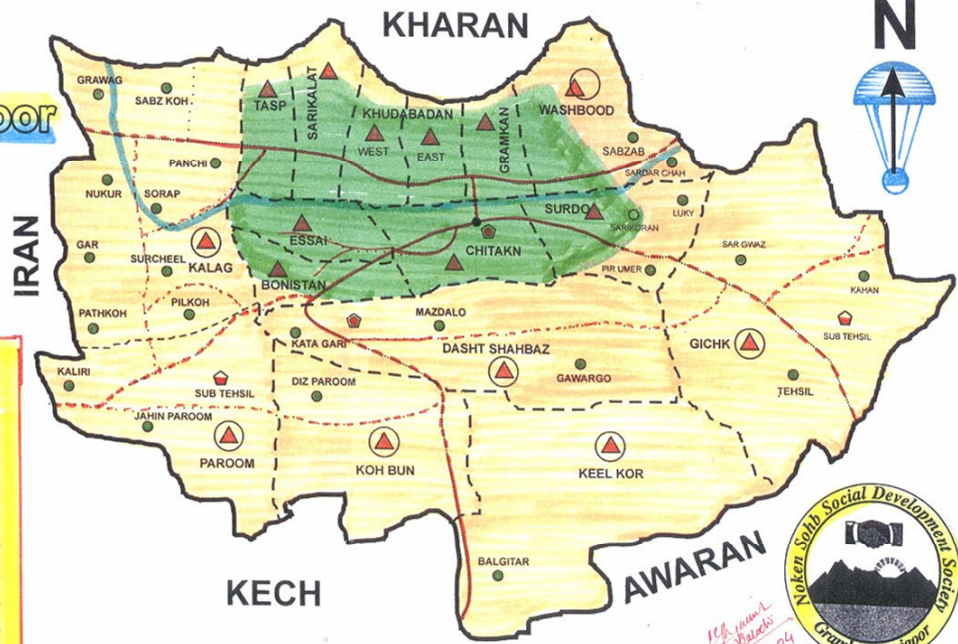 KHARAN
N
oor
GRAWAG
SABZ KOH
TASP
SARIKALAT
KHUDABADAN
WEST
EAST
GRAMKAN
WASHBOOD
SABZAB
SARDAR CHAH
PANCHI
NUKUR
SORAP
LUKY
SURDO
SARIKORAN
IRAN
GAR
SURCHEEL
KALAG
ESSAI
CHITAKN
SAR GWAZ
PIR UMER
KAHAN
BONISTAN
PATHKOH
PILKOH
MAZDALO
KATA GARI
DASHT SHAHBAZ
GICHK
SUB TEHSIL
KALIRI
SUB TEHSIL
DIZ PAROOM
GAWARGO
TEHSIL
JAHIN PAROOM
PAROOM
KOH BUN
KEEL KOR
BALGITAR
KECH
AWARAN
Noken Sohb Social Development Society